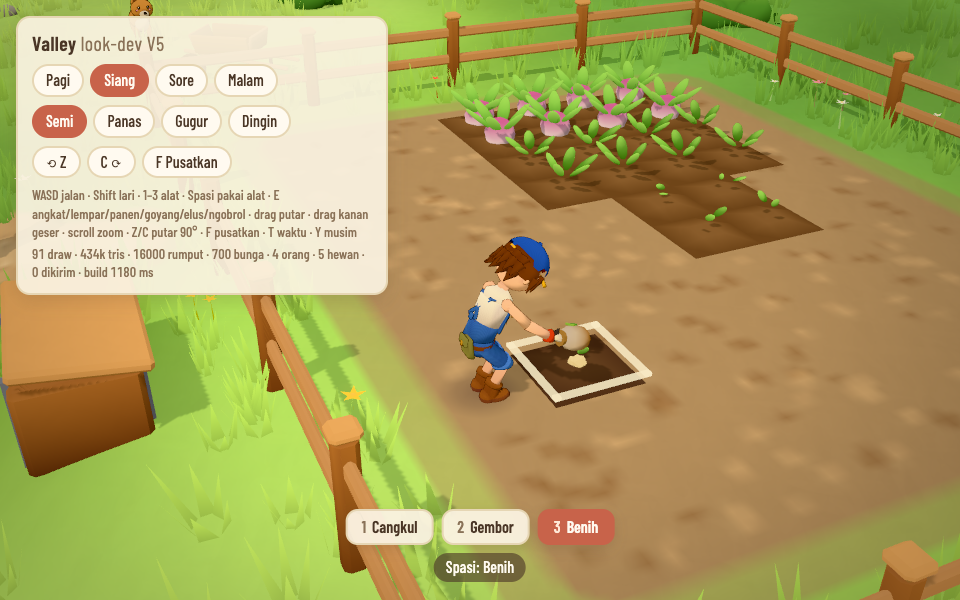 Valley look-dev V5
Pagi Siang Sore Malam
Semi Panas Gugur Dingin
⟲ Z C ⟳ F Pusatkan
WASD jalan · Shift lari · 1–3 alat · Spasi pakai alat · E
angkat/lempar/panen/goyang/elus/ngobrol · drag putar · drag kanan
geser · scroll zoom · Z/C putar 90° · F pusatkan · T waktu · Y musim
91 draw · 434k tris · 16000 rumput · 700 bunga · 4 orang · 5 hewan ·
0 dikirim · build 1180 ms
1 Cangkul 2 Gembor 3 Benih
Spasi: Benih